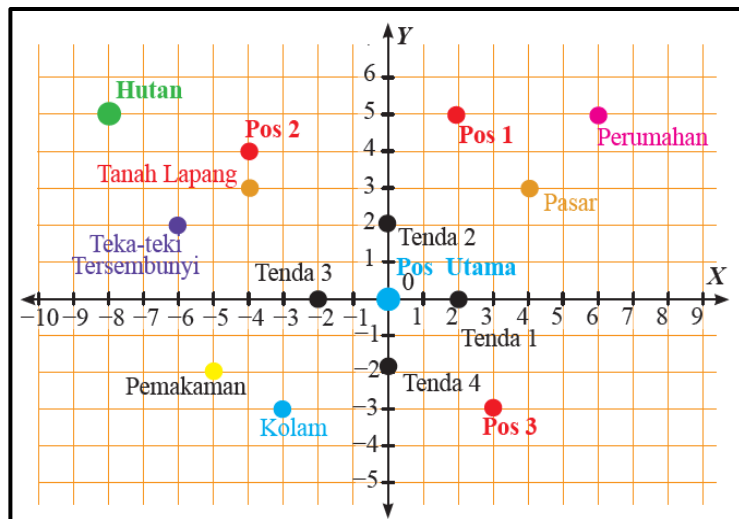 Y
6
Hutan
5
Pos 2
Pos 1
Perumahan
4
Tanah Lapang
3
Pasar
2
Tenda 2
Teka-teki
Tersembunyi
1
Tenda 3
Pos Utama
0
X
−10 −9 −8 −7 −6 −5 −4 −3 −2 −1 1 2 3 4 5 6 7 8 9
−1
Tenda 1
−2
Pemakaman
Tenda 4
−3
Kolam
Pos 3
−4
−5